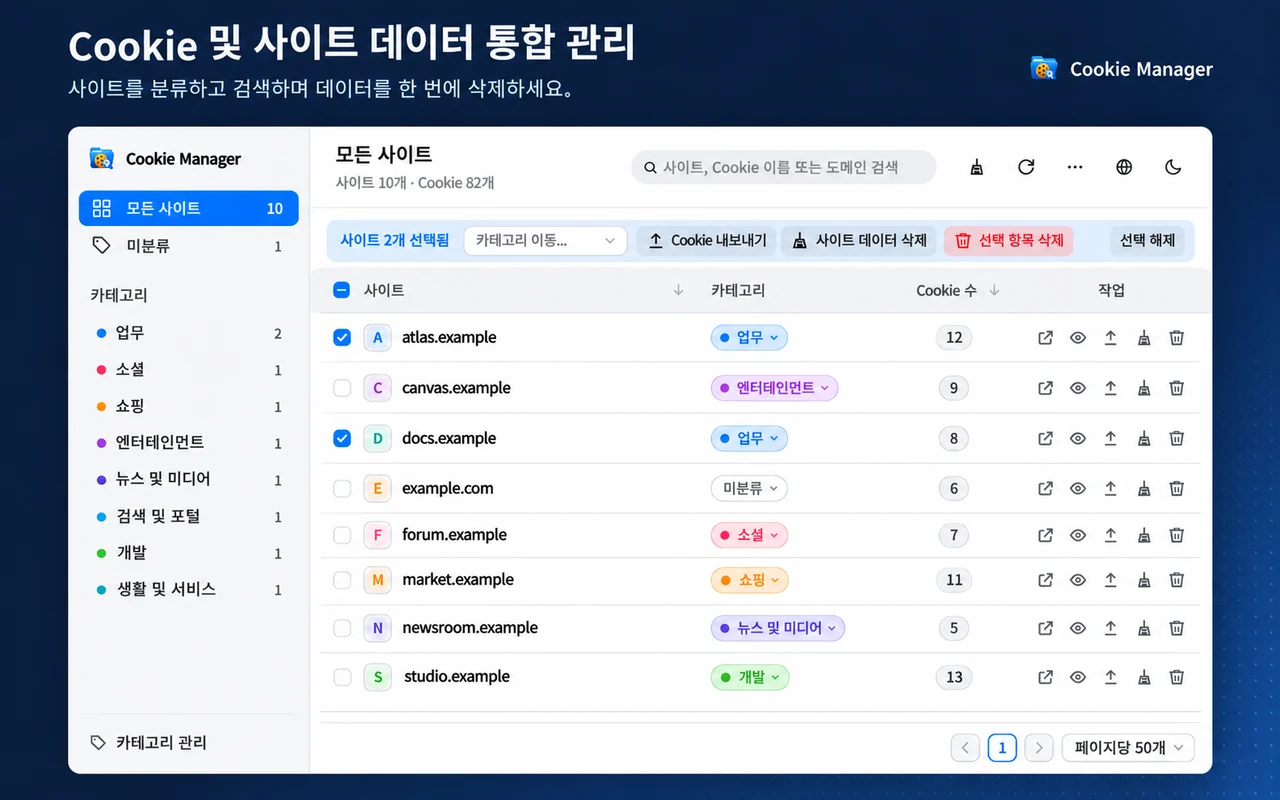 Cookie 및 사이트 데이터 통합 관리
사이트를 분류하고 검색하며 데이터를 한 번에 삭제하세요.
Cookie Manager
Cookie Manager
모든 사이트 10
미분류 1
카테고리
업무 2
소셜 1
쇼핑 1
엔터테인먼트 1
뉴스 및 미디어 1
검색 및 포털 1
개발 1
생활 및 서비스 1
카테고리 관리
모든 사이트
사이트 10개 · Cookie 82개
사이트, Cookie 이름 또는 도메인 검색
사이트 2개 선택됨 카테고리 이동... Cookie 내보내기 사이트 데이터 삭제 선택 항목 삭제 선택 해제
사이트 카테고리 Cookie 수 작업
A atlas.example 업무 12
C canvas.example 엔터테인먼트 9
D docs.example 업무 8
E example.com 미분류 6
F forum.example 소셜 7
M market.example 쇼핑 11
N newsroom.example 뉴스 및 미디어 5
S studio.example 개발 13
1 페이지당 50개